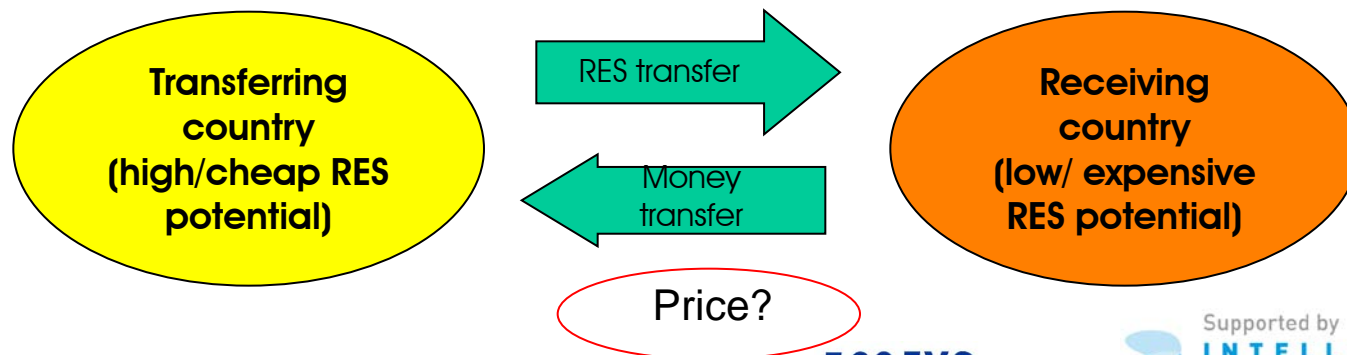 Transferring
country
(high/cheap RES
potential)
RES transfer
Money
transfer
Price?
Receiving
country
(low/ expensive
RES potential)
Supported by